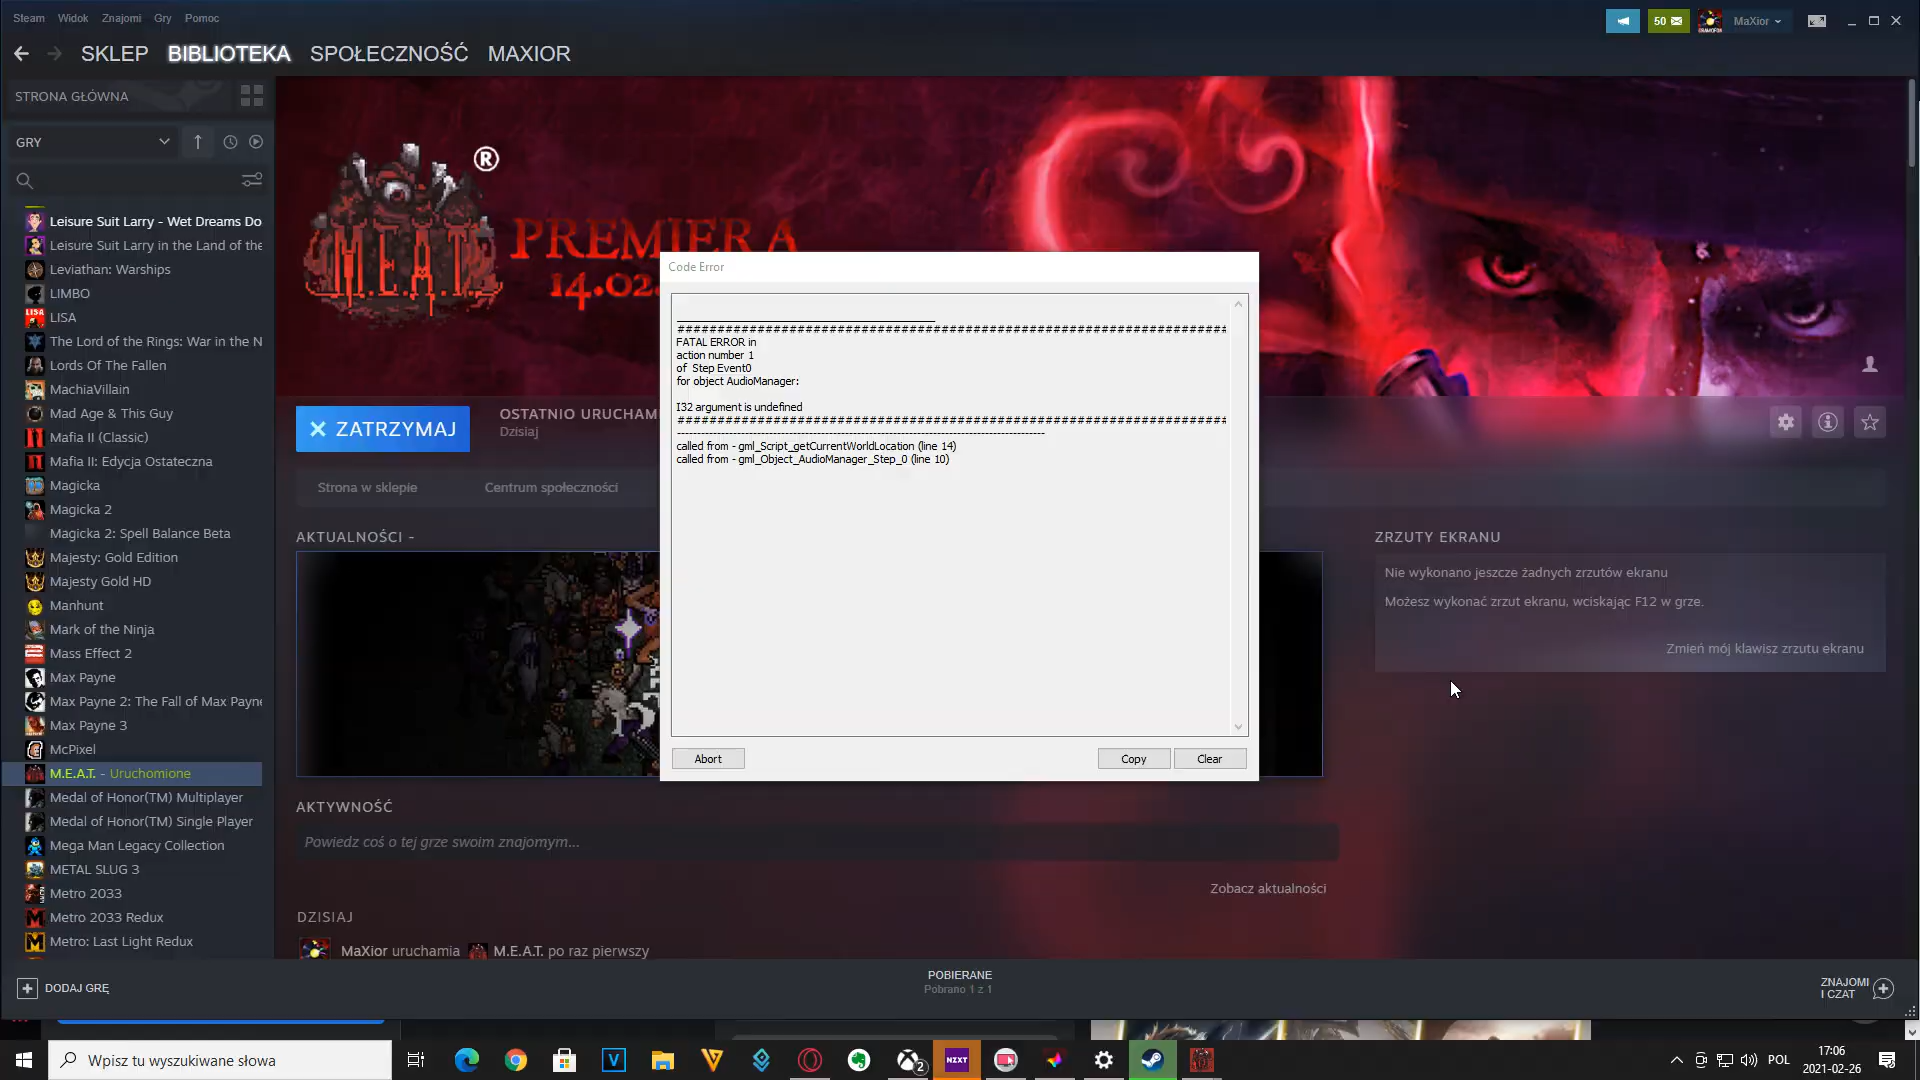 Steam Widok Znajomi Gry Pomoc
50
MaXior
SKLEP BIBLIOTEKA SPOŁECZNOŚĆ MAXIOR
STRONA GŁÓWNA
GRY
Leisure Suit Larry - Wet Dreams Do
Leisure Suit Larry in the Land of the
Leviathan: Warships
LIMBO
LISA
The Lord of the Rings: War in the N
Lords Of The Fallen
MachiaVillain
Mad Age & This Guy
Mafia II (Classic)
Mafia II: Edycja Ostateczna
Magicka
Magicka 2
Magicka 2: Spell Balance Beta
Majesty: Gold Edition
Majesty Gold HD
Manhunt
Mark of the Ninja
Mass Effect 2
Max Payne
Max Payne 2: The Fall of Max Payne
Max Payne 3
McPixel
M.E.A.T. - Uruchomione
Medal of Honor(TM) Multiplayer
Medal of Honor(TM) Single Player
Mega Man Legacy Collection
METAL SLUG 3
Metro 2033
Metro 2033 Redux
Metro: Last Light Redux
DODAJ GRĘ
®
M.E.A.T.
PREMIERA
14.02.
ZATRZYMAJ
OSTATNIO URUCHAMI
Dzisiaj
Strona w sklepie
Centrum społeczności
AKTUALNOŚCI -
Code Error
____________________________________________
############################################################################################
FATAL ERROR in
action number 1
of Step Event0
for object AudioManager:
I32 argument is undefined
############################################################################################
--------------------------------------------------------------------------------------------
called from - gml_Script_getCurrentWorldLocation (line 14)
called from - gml_Object_AudioManager_Step_0 (line 10)
Abort
Copy
Clear
ZRZUTY EKRANU
Nie wykonano jeszcze żadnych zrzutów ekranu
Możesz wykonać zrzut ekranu, wciskając F12 w grze.
Zmień mój klawisz zrzutu ekranu
AKTYWNOŚĆ
Powiedz coś o tej grze swoim znajomym...
Zobacz aktualności
DZISIAJ
MaXior uruchamia M.E.A.T. po raz pierwszy
POBIERANE
Pobrano 1 z 1
ZNAJOMI
I CZAT
Wpisz tu wyszukiwane słowa
V
2
NZXT
POL
17:06
2021-02-26